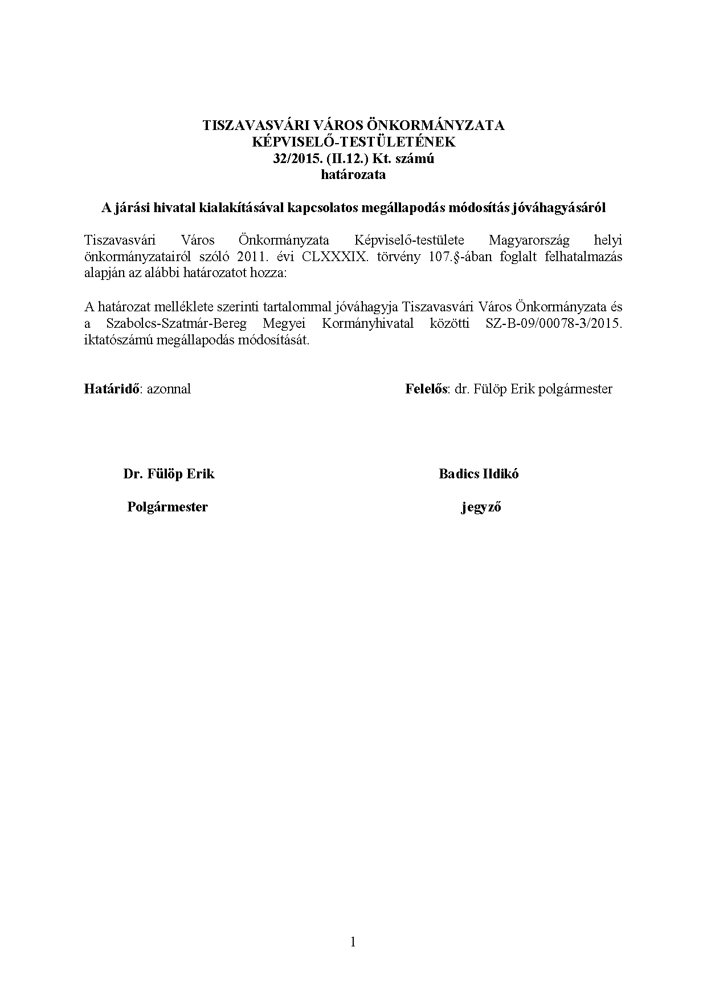 TISZAVASVÁRI VÁROS ÖNKORMÁNYZATA
KÉPVISELŐ-TESTÜLETÉNEK
32/2015. (II.12.) Kt. számú
határozata
A járási hivatal kialakításával kapcsolatos megállapodás módosítás jóváhagyásáról
Tiszavasvári Város Önkormányzata Képviselő-testülete Magyarország helyi
önkormányzatairól szóló 2011. évi CLXXXIX. törvény 107.§-ában foglalt felhatalmazás
alapján az alábbi határozatot hozza:
A határozat melléklete szerinti tartalommal jóváhagyja Tiszavasvári Város Önkormányzata és
a Szabolcs-Szatmár-Bereg Megyei Kormányhivatal közötti SZ-B-09/00078-3/2015.
iktatószámú megállapodás módosítását.
Határidő: azonnal Felelős: dr. Fülöp Erik polgármester
Dr. Fülöp Erik Badics Ildikó
Polgármester jegyző
1